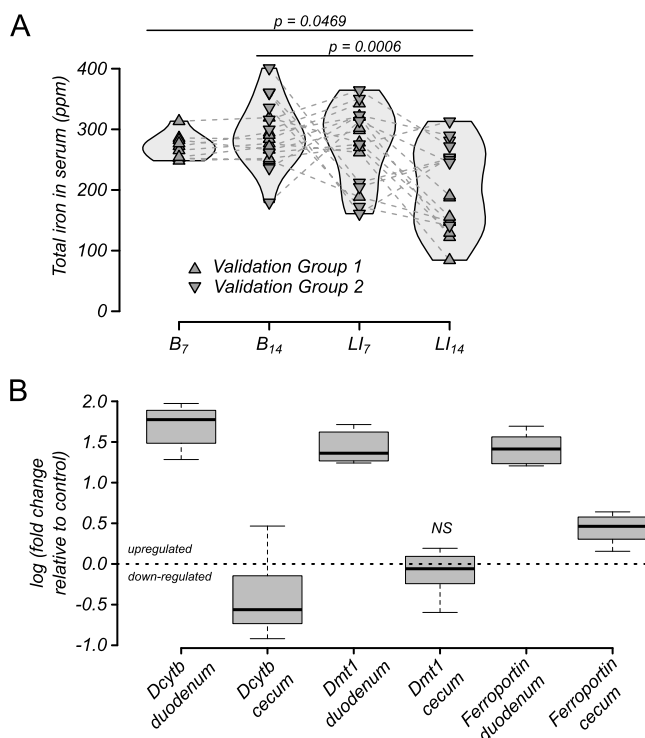 A
p = 0.0469
p = 0.0006
Total iron in serum (ppm)
400
300
200
100
0
Validation Group 1
Validation Group 2
B7
B14
LI7
LI14
B
log (fold change
relative to control)
2.0
1.5
1.0
0.5
0.0
-0.5
-1.0
upregulated
down-regulated
NS
Dcytb
duodenum
Dcytb
cecum
Dmt1
duodenum
Dmt1
cecum
Ferroportin
duodenum
Ferroportin
cecum